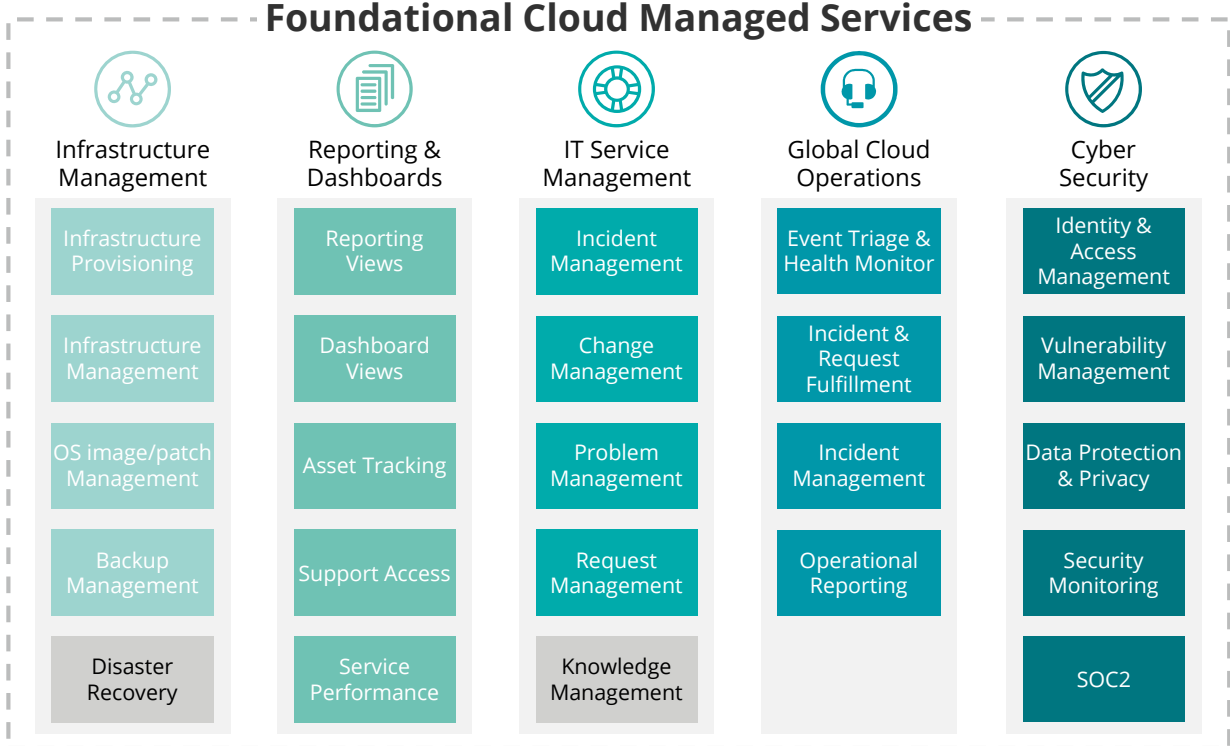 Foundational Cloud Managed Services
Infrastructure
Management
Infrastructure
Provisioning
Infrastructure
Management
OS image/patch
Management
Backup
Management
Disaster
Recovery
Reporting &
Dashboards
Reporting
Views
Dashboard
Views
Asset Tracking
Support Access
Service
Performance
IT Service
Management
Incident
Management
Change
Management
Problem
Management
Request
Management
Knowledge
Management
Global Cloud
Operations
Event Triage &
Health Monitor
Incident &
Request
Fulfillment
Incident
Management
Operational
Reporting
Cyber
Security
Identity &
Access
Management
Vulnerability
Management
Data Protection
& Privacy
Security
Monitoring
SOC2